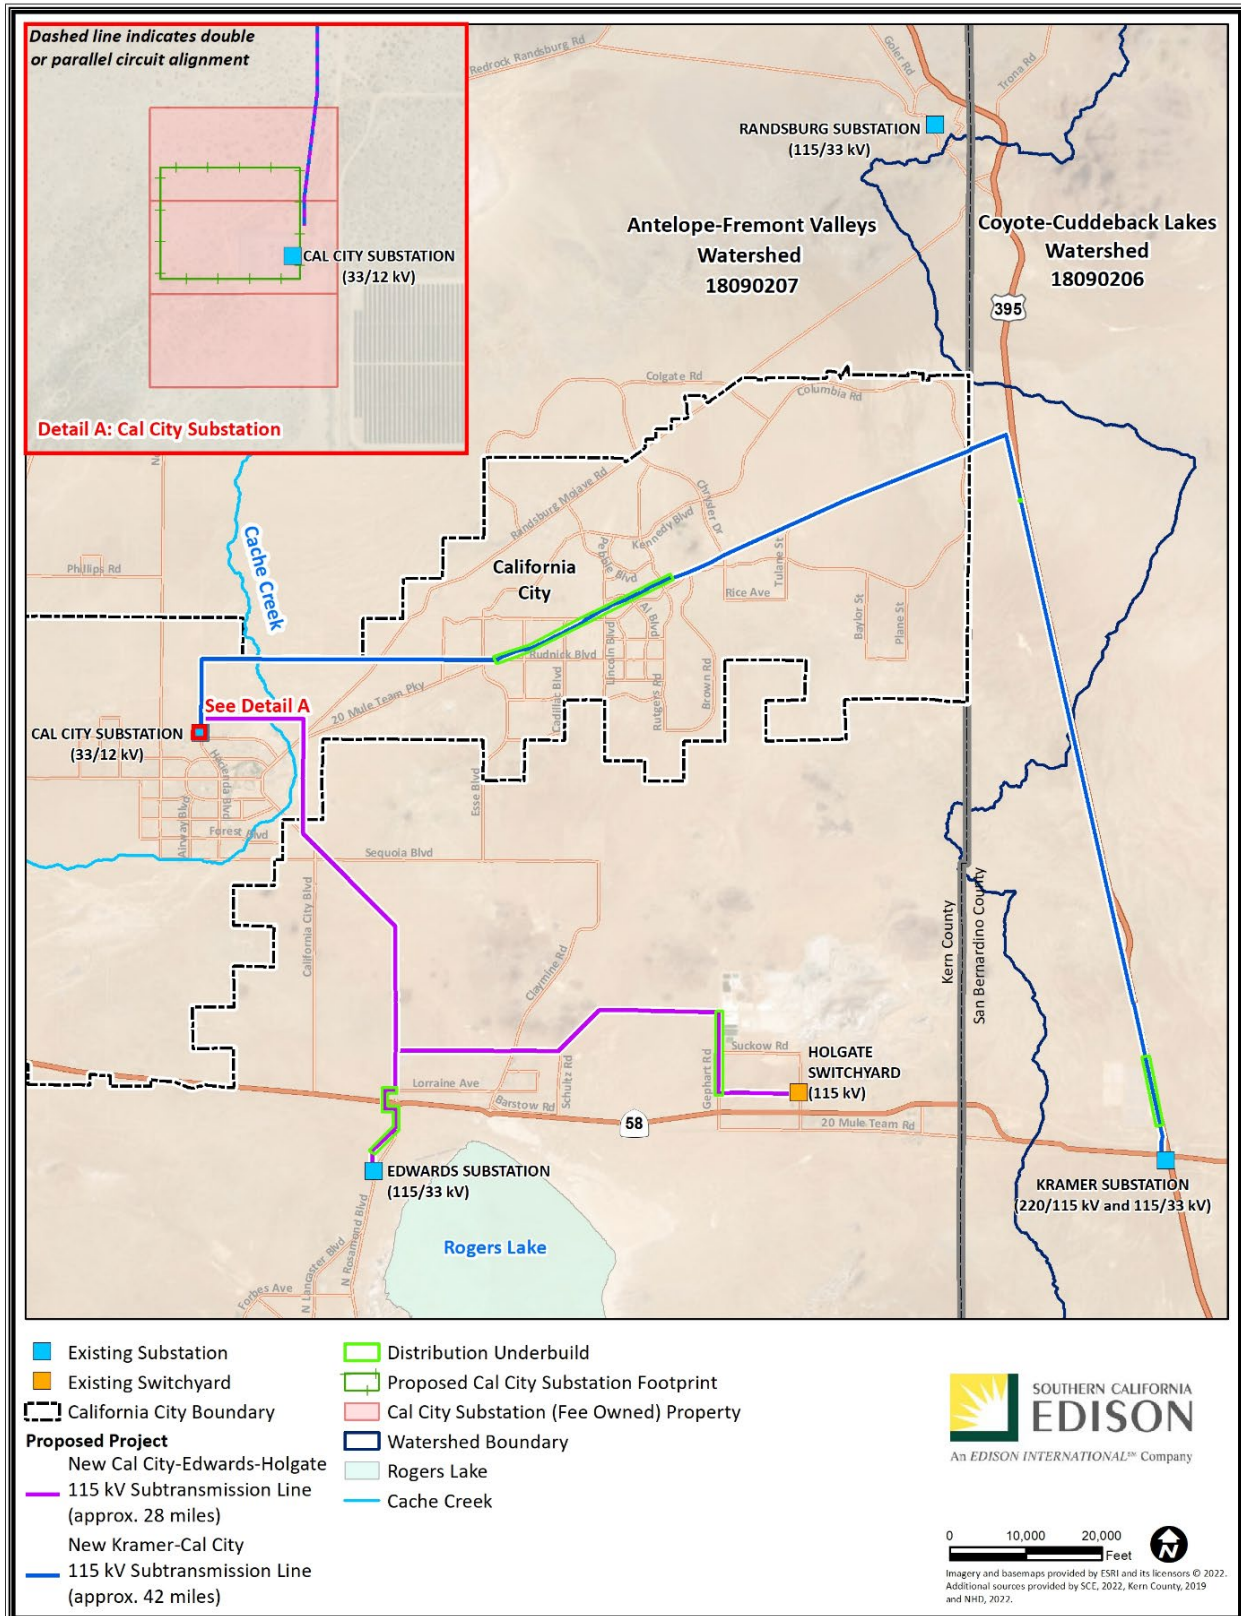 Dashed line indicates double
or parallel circuit alignment
CAL CITY SUBSTATION
(33/12 kV)
Detail A: Cal City Substation
Redrock Randsburg Rd
Goler Rd
Trona Rd
RANDSBURG SUBSTATION
(115/33 kV)
Antelope-Fremont Valleys
Watershed
18090207
Coyote-Cuddeback Lakes
Watershed
18090206
395
Colgate Rd
Columbia Rd
Randsburg Mojave Rd
Chrysler Dr
Kennedy Blvd
Pebble Blvd
Tulane St
Cache Creek
Phillips Rd
California
City
Rice Ave
Al Blvd
Baylor St
Plane St
Rudnick Blvd
Lincoln Blvd
Cadillac Blvd
Rutgers Rd
Brown Rd
20 Mule Team Pky
See Detail A
CAL CITY SUBSTATION
(33/12 kV)
Hacienda Blvd
Airway Blvd
Forest Blvd
Esse Blvd
Sequoia Blvd
California City Blvd
Claymine Rd
Kern County
San Bernardino County
Suckow Rd
HOLGATE
SWITCHYARD
(115 kV)
Gephart Rd
Lorraine Ave
Schultz Rd
Barstow Rd
58
20 Mule Team Rd
EDWARDS SUBSTATION
(115/33 kV)
KRAMER SUBSTATION
(220/115 kV and 115/33 kV)
Rogers Lake
N Rosamond Blvd
N Lancaster Blvd
Forbes Ave
Existing Substation
Existing Switchyard
California City Boundary
Proposed Project
New Cal City-Edwards-Holgate
115 kV Subtransmission Line
(approx. 28 miles)
New Kramer-Cal City
115 kV Subtransmission Line
(approx. 42 miles)
Distribution Underbuild
Proposed Cal City Substation Footprint
Cal City Substation (Fee Owned) Property
Watershed Boundary
Rogers Lake
Cache Creek
SOUTHERN CALIFORNIA
EDISON
An EDISON INTERNATIONAL℠ Company
0 10,000 20,000
Feet
N
Imagery and basemaps provided by ESRI and its licensors © 2022.
Additional sources provided by SCE, 2022, Kern County, 2019
and NHD, 2022.